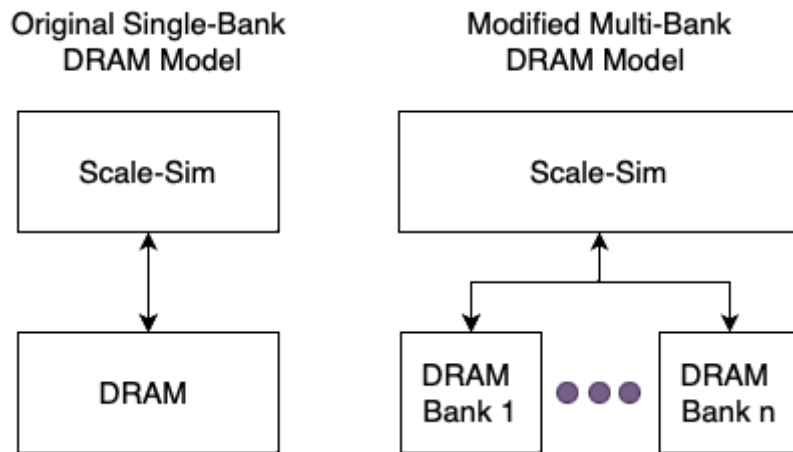 Original Single-Bank
DRAM Model
Scale-Sim
DRAM
Modified Multi-Bank
DRAM Model
Scale-Sim
DRAM
Bank 1
DRAM
Bank n